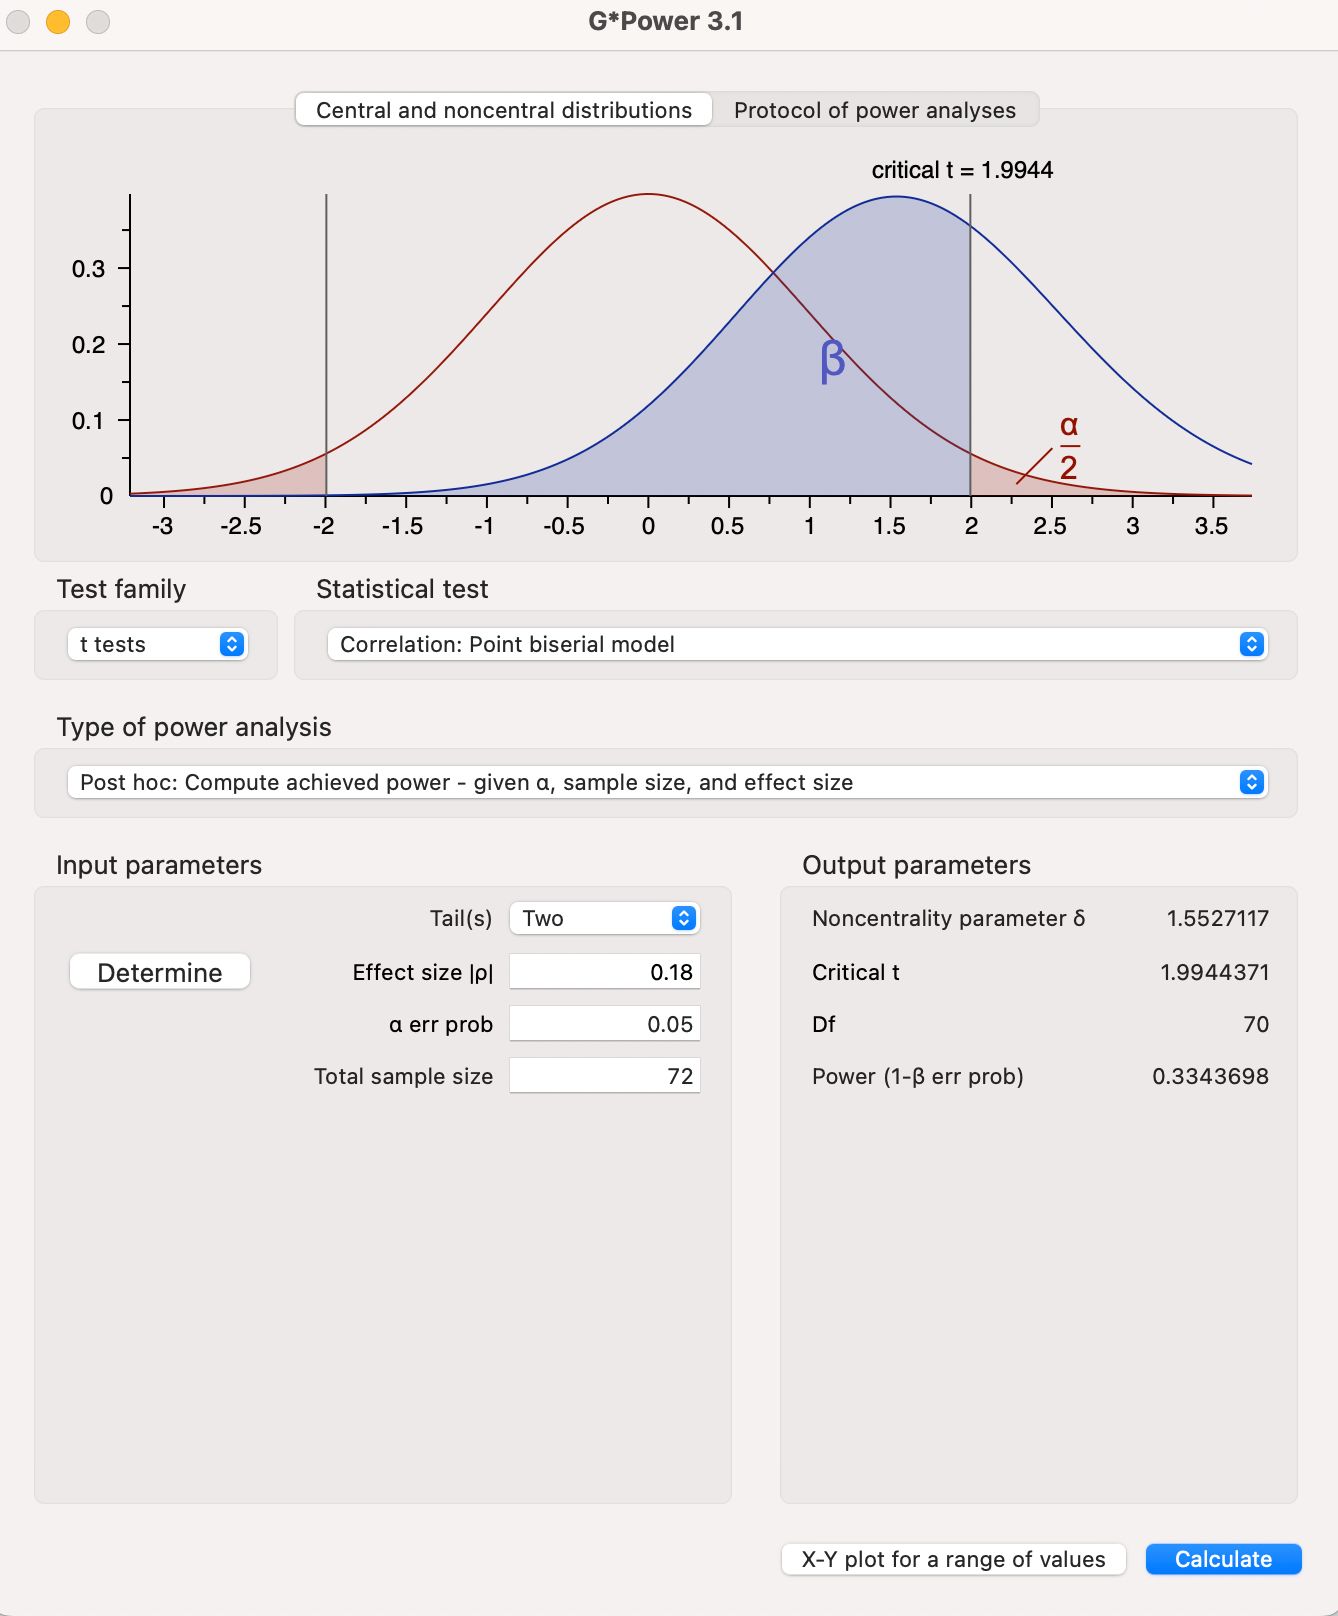 G*Power 3.1
Central and noncentral distributions Protocol of power analyses
critical t = 1.9944
0.3
0.2
0.1
0
β
α
2
-3 -2.5 -2 -1.5 -1 -0.5 0 0.5 1 1.5 2 2.5 3 3.5
Test family Statistical test
t tests Correlation: Point biserial model
Type of power analysis
Post hoc: Compute achieved power - given α, sample size, and effect size
Input parameters Output parameters
Tail(s) Two Noncentrality parameter δ 1.5527117
Determine Effect size |ρ| 0.18 Critical t 1.9944371
α err prob 0.05 Df 70
Total sample size 72 Power (1-β err prob) 0.3343698
X-Y plot for a range of values Calculate